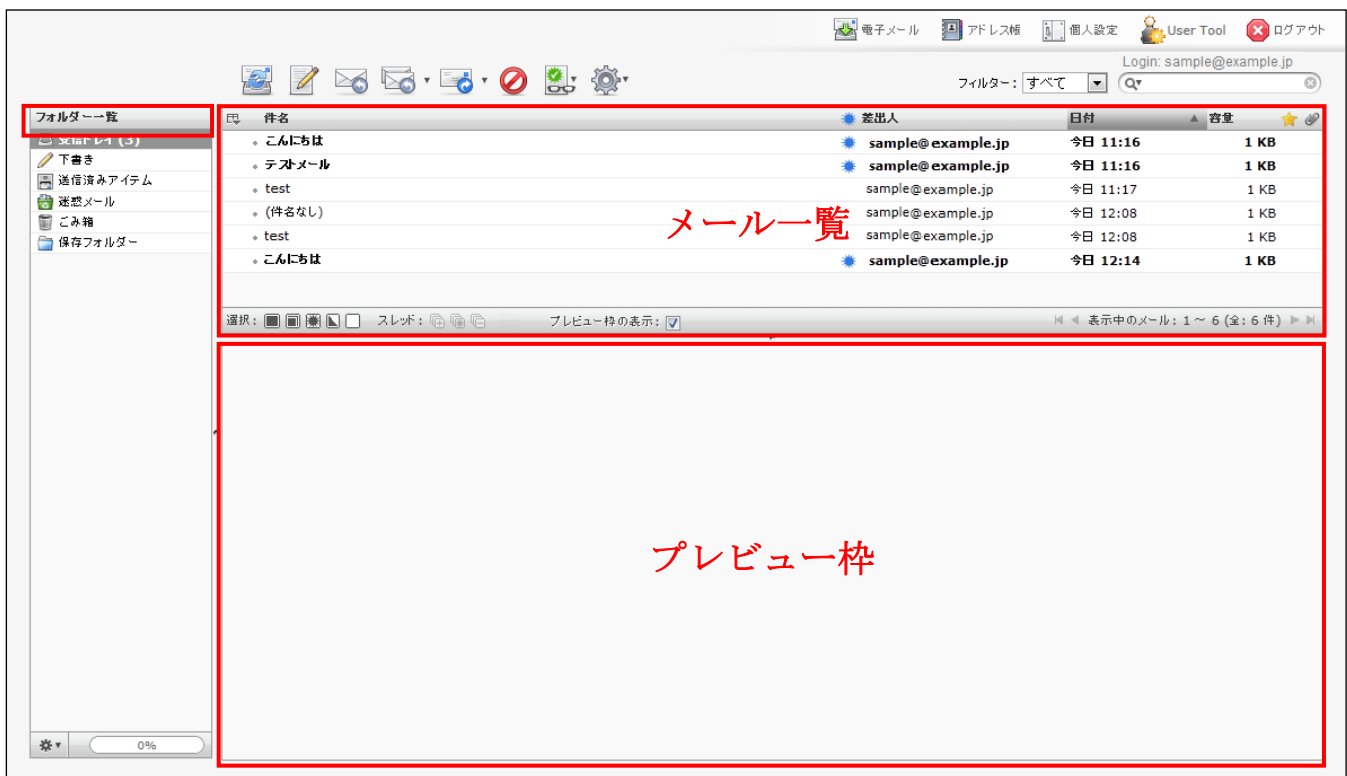 電子メール アドレス帳 個人設定 User Tool ログアウト
Login: sample@example.jp
フィルター: すべて
フォルダー一覧
受信トレイ (3)
下書き
送信済みアイテム
迷惑メール
ごみ箱
保存フォルダー
件名 差出人 日付 容量
こんにちは sample@example.jp 今日 11:16 1 KB
テストメール sample@example.jp 今日 11:16 1 KB
test sample@example.jp 今日 11:17 1 KB
(件名なし) sample@example.jp 今日 12:08 1 KB
メール一覧
test sample@example.jp 今日 12:08 1 KB
こんにちは sample@example.jp 今日 12:14 1 KB
選択: スレッド: プレビュー枠の表示: 表示中のメール: 1 ～ 6 (全: 6 件)
プレビュー枠
0%